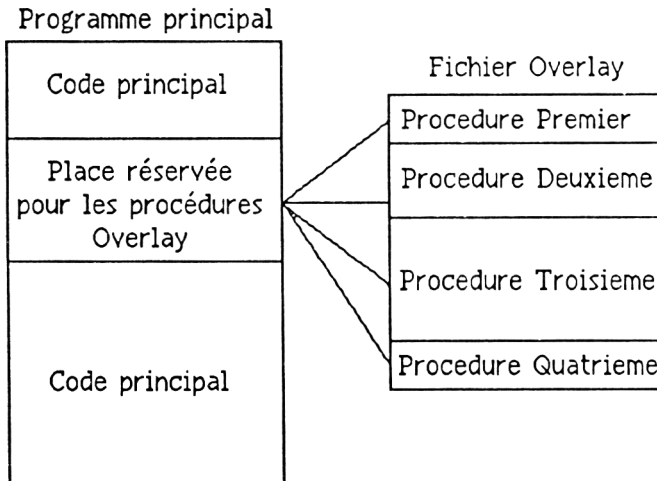 Programme principal
Code principal
Place réservée
pour les procédures
Overlay
Code principal
Fichier Overlay
Procedure Premier
Procedure Deuxieme
Procedure Troisieme
Procedure Quatrieme